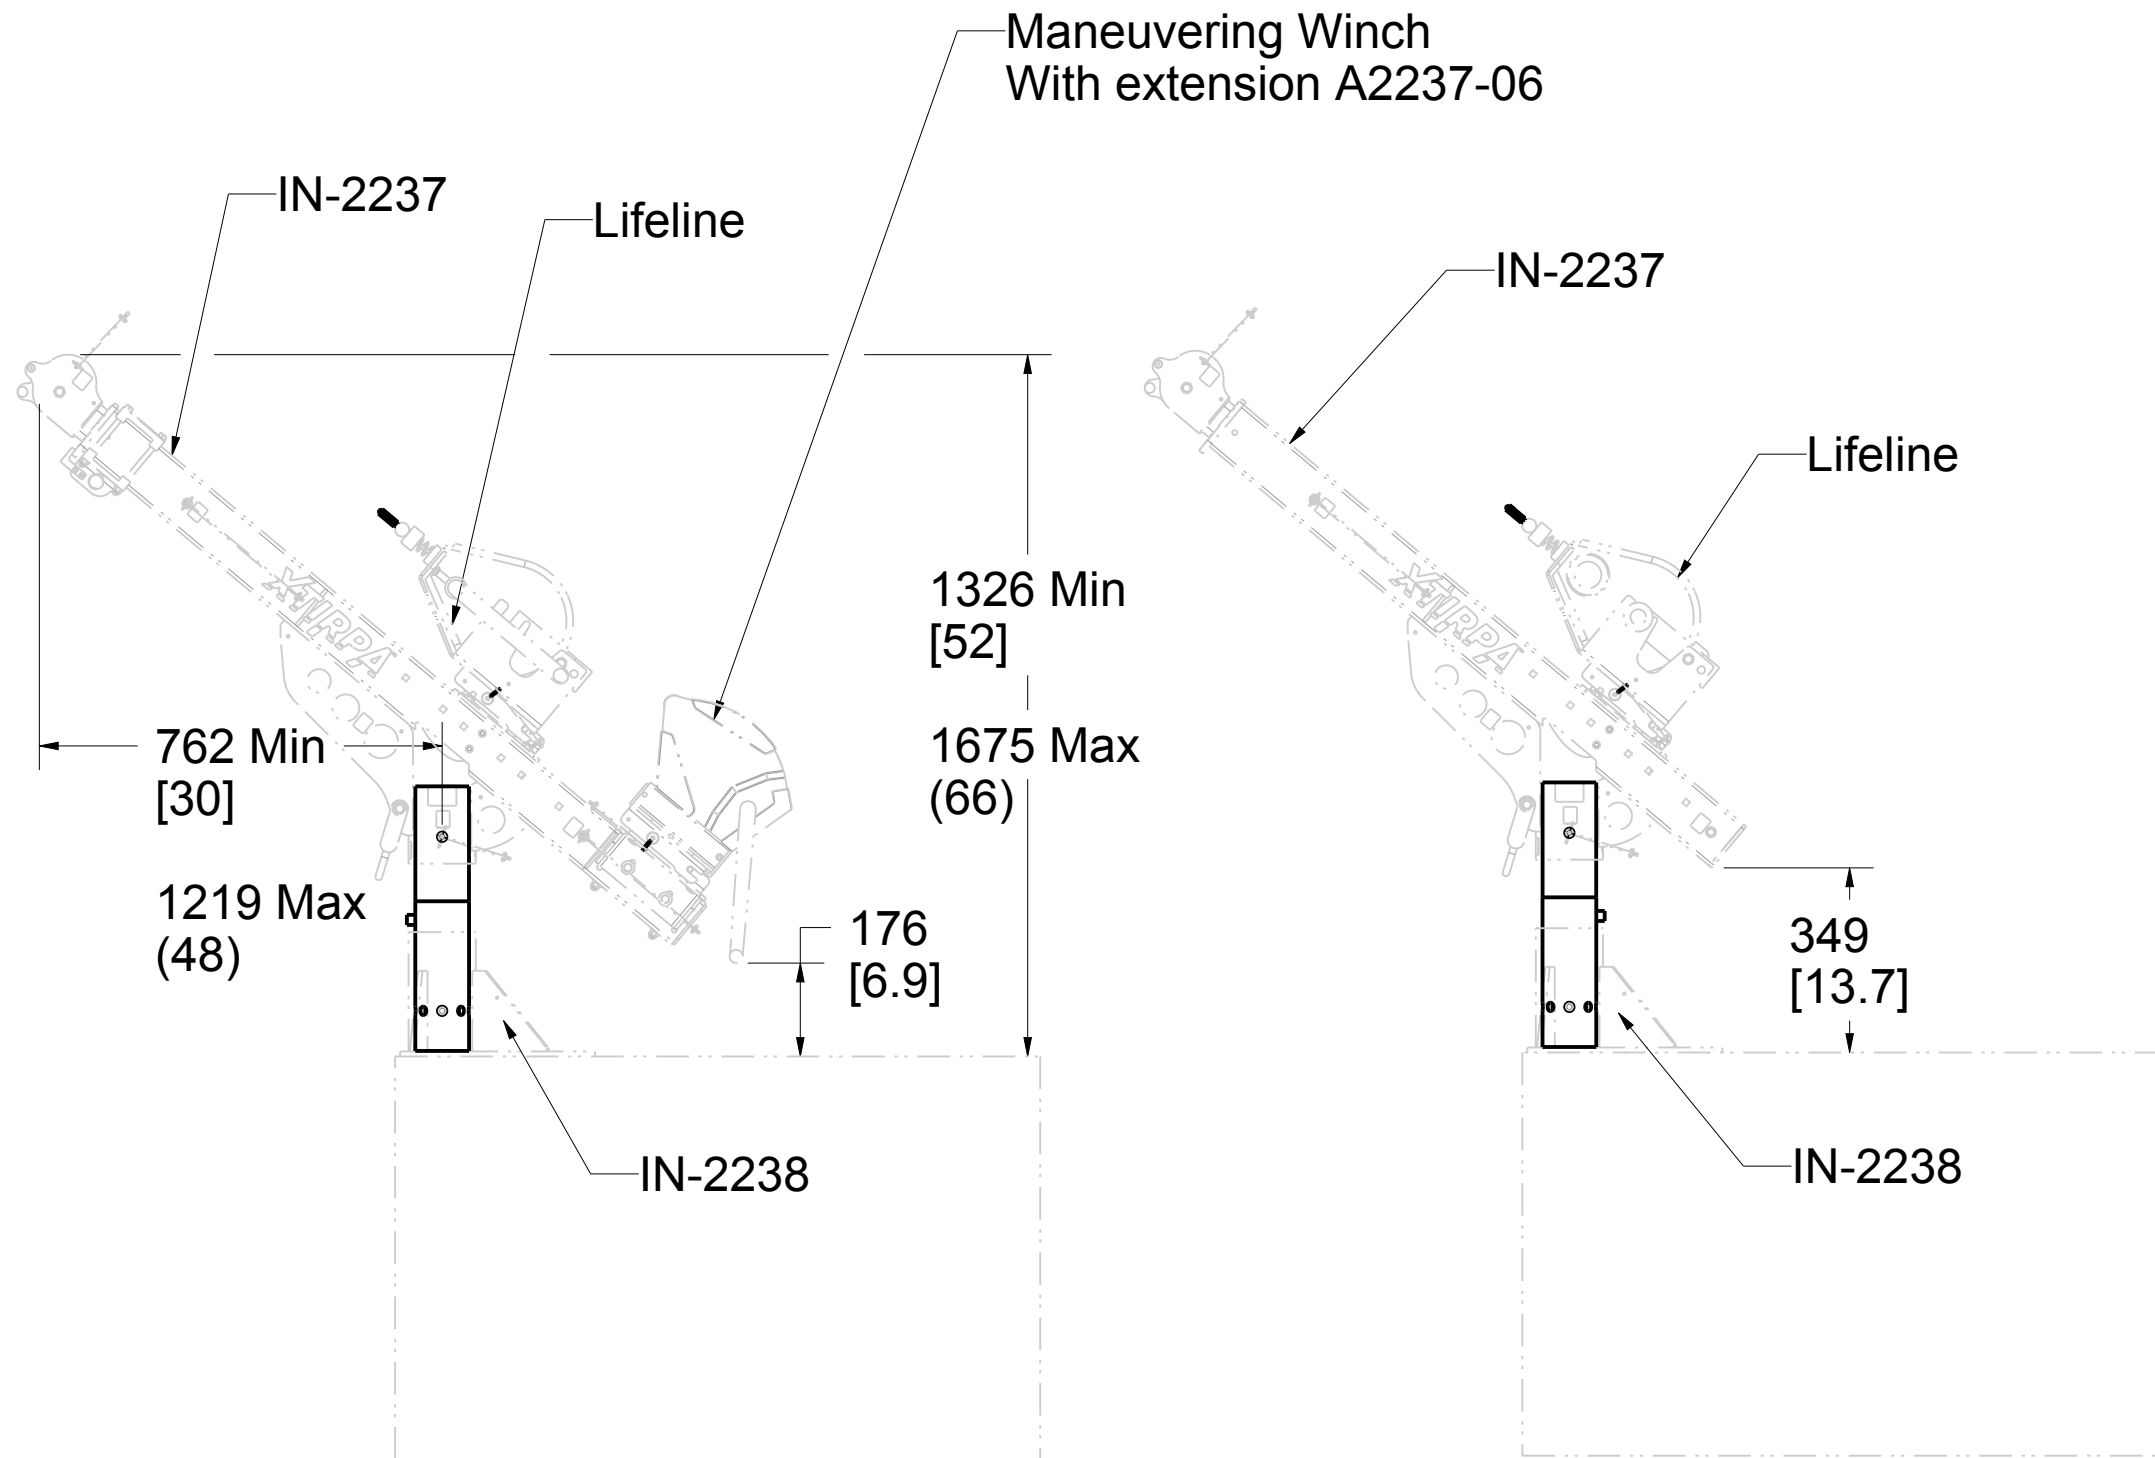 Maneuvering Winch
With extension A2237-06
IN-2237
Lifeline
XTIRPA
1326 Min
[52]
1675 Max
(66)
762 Min
[30]
1219 Max
(48)
176
[6.9]
IN-2238
IN-2237
Lifeline
XTIRPA
349
[13.7]
IN-2238